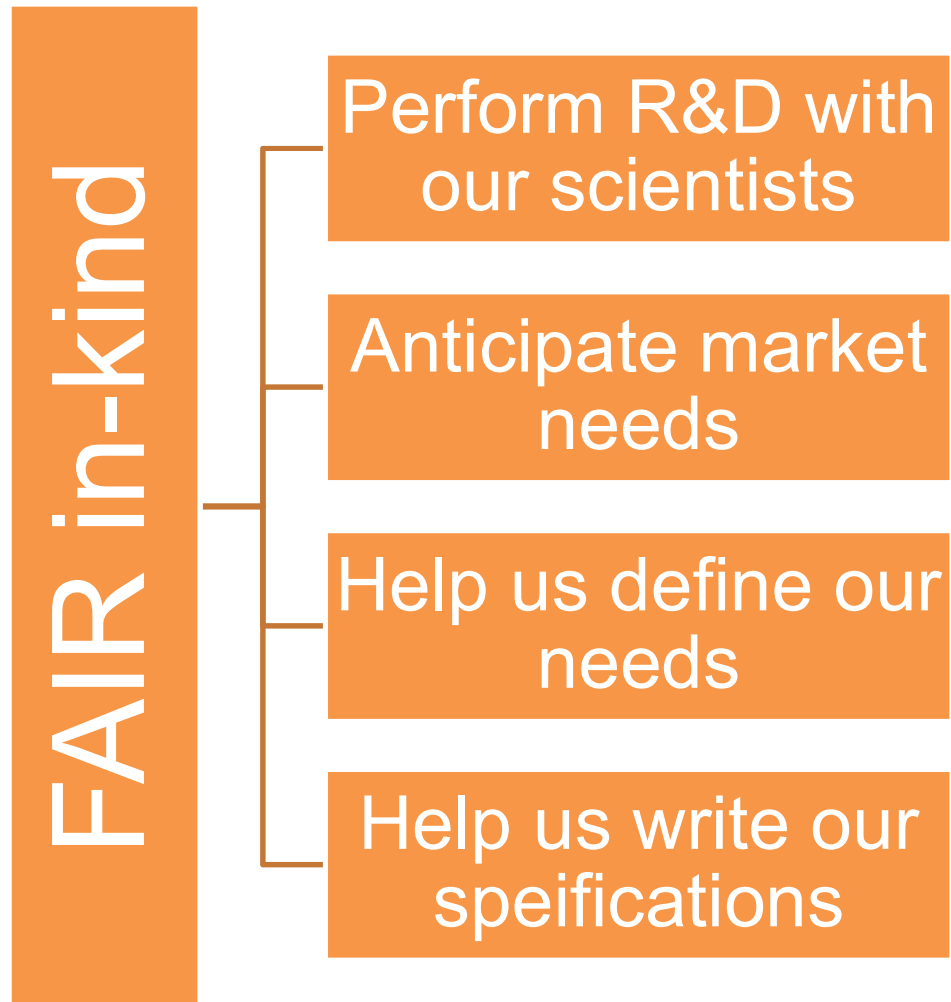 FAIR in-kind
Perform R&D with
our scientists
Anticipate market
needs
Help us define our
needs
Help us write our
speifications